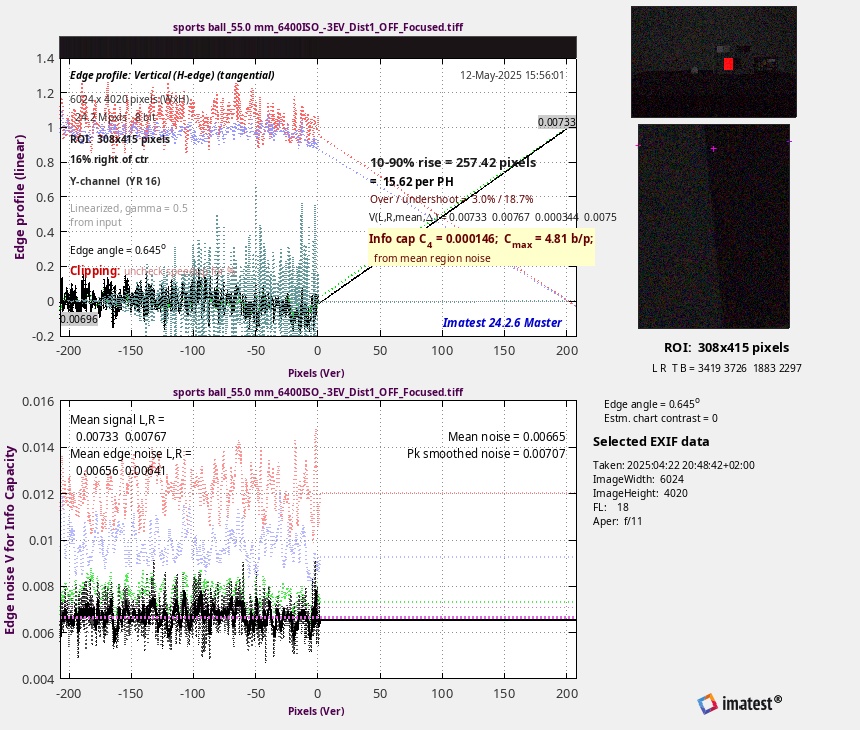 sports ball_55.0 mm_6400ISO_-3EV_Dist1_OFF_Focused.tiff
Edge profile: Vertical (H-edge) (tangential)
12-May-2025 15:56:01
6024 x 4020 pixels (WxH)
24.2 Mpxls 8 bit
ROI: 308x415 pixels
16% right of ctr
Y-channel (YR 16)
Linearized, gamma = 0.5
from input
Edge angle = 0.645o
Clipping:
0.00696
0.00733
10-90% rise = 257.42 pixels
= 15.62 per PH
Over / undershoot = 3.0% / 18.7%
V(L,R,mean,△) = 0.00733 0.00767 0.000344 0.0075
Info cap C4 = 0.000146; Cmax = 4.81 b/p;
from mean region noise
Imatest 24.2.6 Master
Edge profile (linear)
1.4
1.2
1
0.8
0.6
0.4
0.2
0
-0.2
-200 -150 -100 -50 0 50 100 150 200
Pixels (Ver)
ROI: 308x415 pixels
L R T B = 3419 3726 1883 2297
sports ball_55.0 mm_6400ISO_-3EV_Dist1_OFF_Focused.tiff
Mean signal L,R =
0.00733 0.00767
Mean edge noise L,R =
0.00656 0.00641
Mean noise = 0.00665
Pk smoothed noise = 0.00707
Edge noise V for Info Capacity
0.016
0.014
0.012
0.01
0.008
0.006
0.004
-200 -150 -100 -50 0 50 100 150 200
Pixels (Ver)
Edge angle = 0.645o
Estm. chart contrast = 0
Selected EXIF data
Taken: 2025:04:22 20:48:42+02:00
ImageWidth: 6024
ImageHeight: 4020
FL: 18
Aper: f/11
imatest®